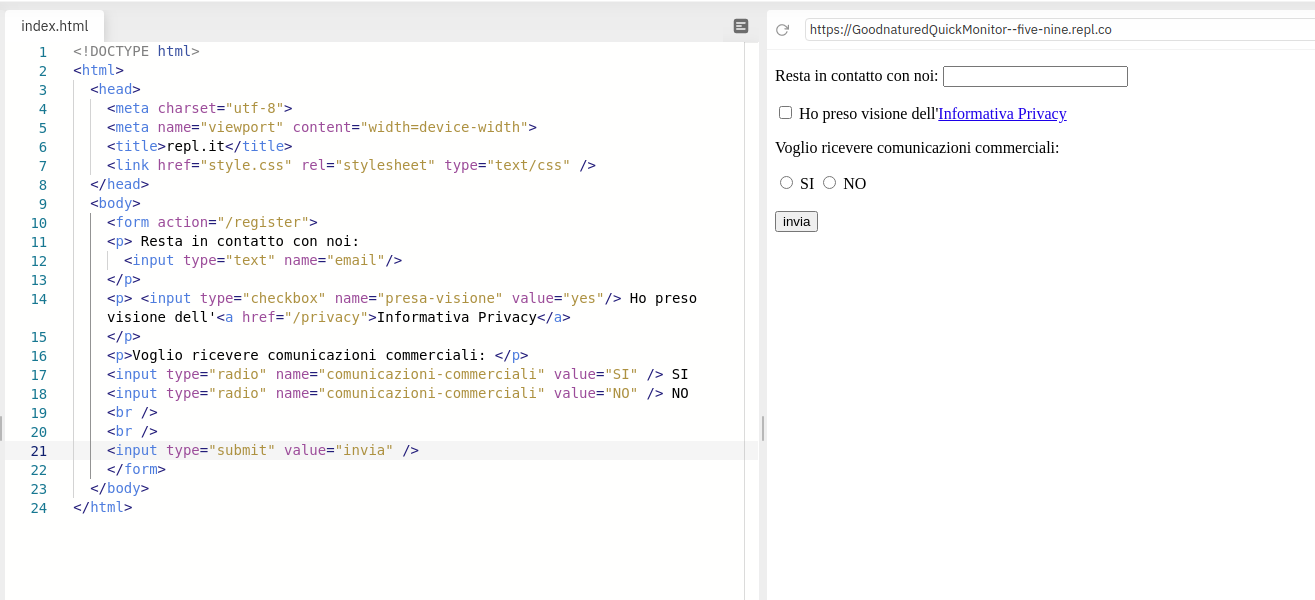 index.html
1 <!DOCTYPE html>
2 <html>
3 <head>
4 <meta charset="utf-8">
5 <meta name="viewport" content="width=device-width">
6 <title>repl.it</title>
7 <link href="style.css" rel="stylesheet" type="text/css" />
8 </head>
9 <body>
10 <form action="/register">
11 <p> Resta in contatto con noi:
12 <input type="text" name="email"/>
13 </p>
14 <p> <input type="checkbox" name="presa-visione" value="yes"/> Ho preso
visione dell'<a href="/privacy">Informativa Privacy</a>
15 </p>
16 <p>Voglio ricevere comunicazioni commerciali: </p>
17 <input type="radio" name="comunicazioni-commerciali" value="SI" /> SI
18 <input type="radio" name="comunicazioni-commerciali" value="NO" /> NO
19 <br />
20 <br />
21 <input type="submit" value="invia" />
22 </form>
23 </body>
24 </html>
https://GoodnaturedQuickMonitor--five-nine.repl.co
Resta in contatto con noi:
Ho preso visione dell'Informativa Privacy
Voglio ricevere comunicazioni commerciali:
SI NO
invia